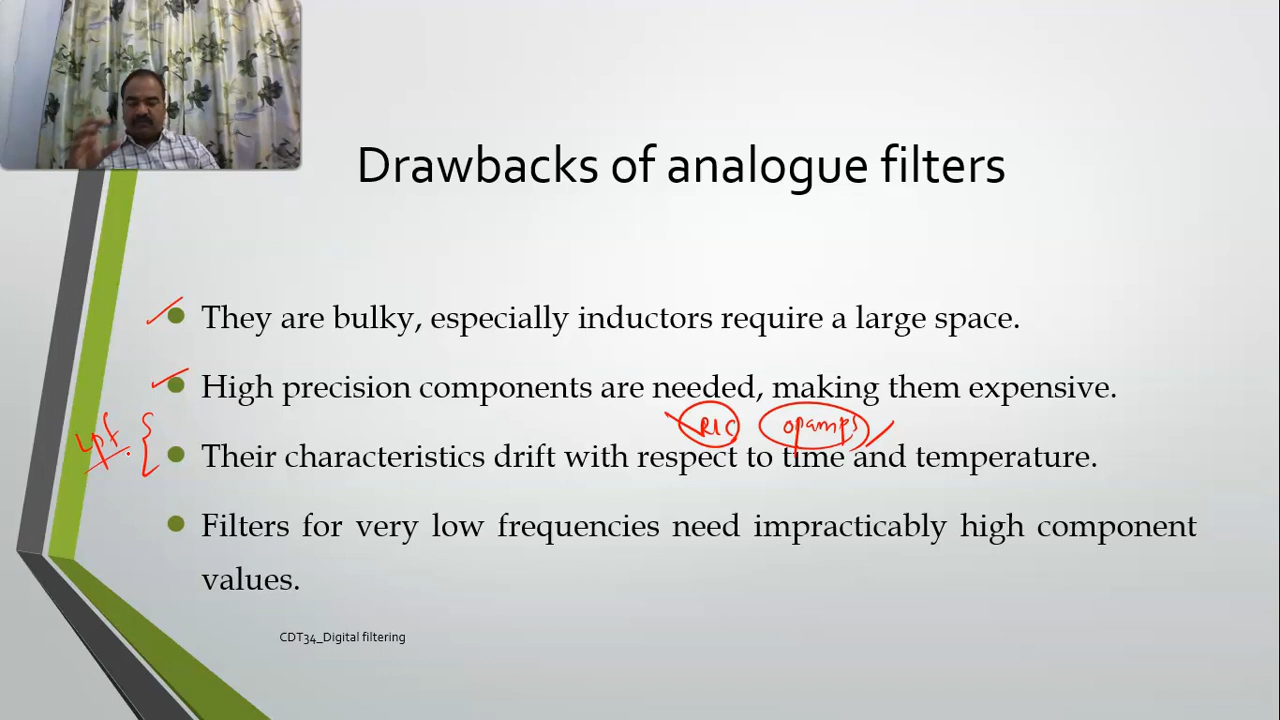 Drawbacks of analogue filters
They are bulky, especially inductors require a large space.
High precision components are needed, making them expensive.
RLC opamps
Their characteristics drift with respect to time and temperature.
Filters for very low frequencies need impracticably high component
values.
CDT34_Digital filtering